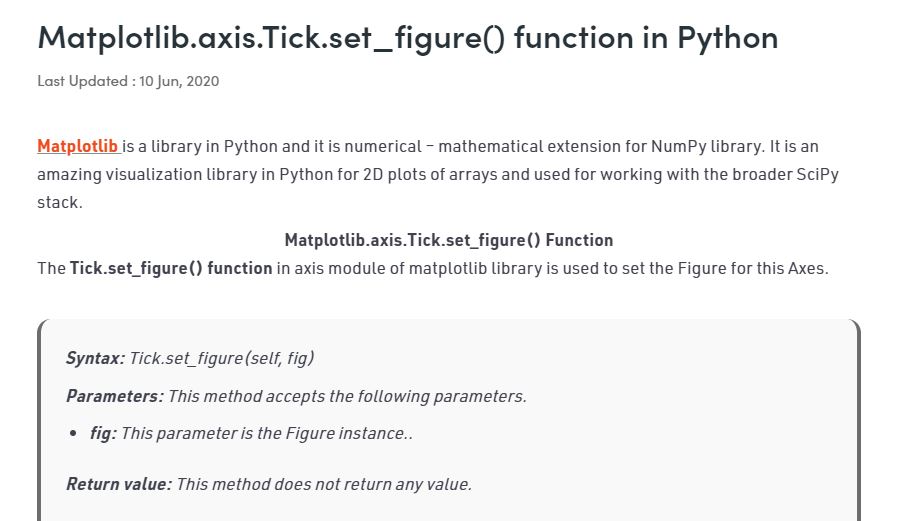 Matplotlib.axis.Tick.set_figure() function in Python
Last Updated : 10 Jun, 2020
Matplotlib is a library in Python and it is numerical – mathematical extension for NumPy library. It is an
amazing visualization library in Python for 2D plots of arrays and used for working with the broader SciPy
stack.
Matplotlib.axis.Tick.set_figure() Function
The Tick.set_figure() function in axis module of matplotlib library is used to set the Figure for this Axes.
Syntax: Tick.set_figure(self, fig)
Parameters: This method accepts the following parameters.
• fig: This parameter is the Figure instance..
Return value: This method does not return any value.